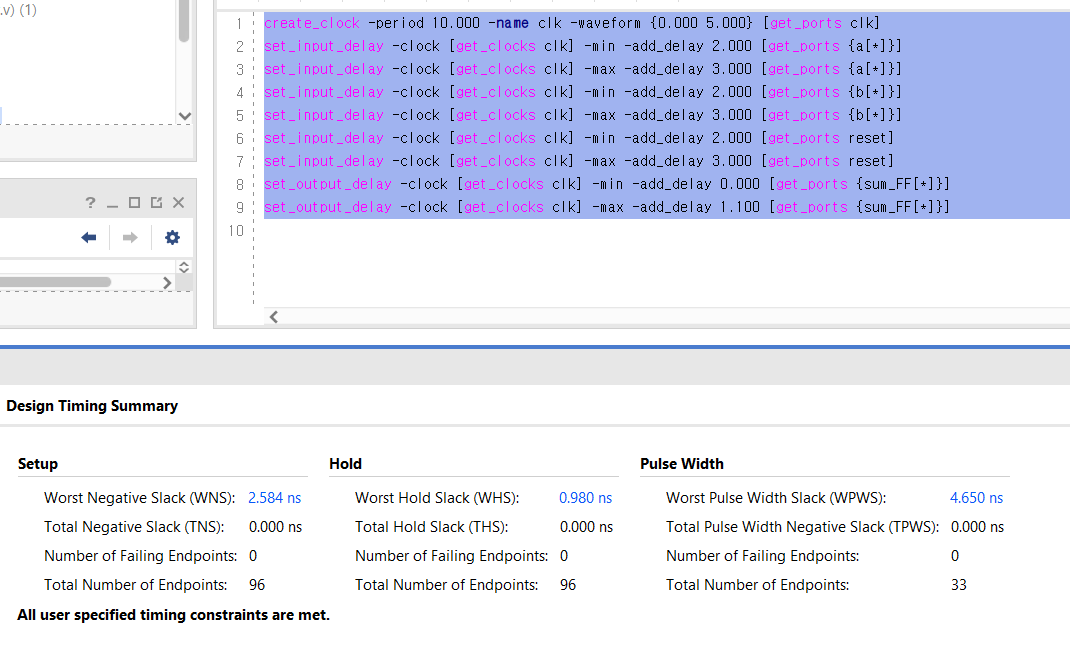 .v) (1)
1 create_clock -period 10.000 -name clk -waveform {0.000 5.000} [get_ports clk]
2 set_input_delay -clock [get_clocks clk] -min -add_delay 2.000 [get_ports {a[*]}]
3 set_input_delay -clock [get_clocks clk] -max -add_delay 3.000 [get_ports {a[*]}]
4 set_input_delay -clock [get_clocks clk] -min -add_delay 2.000 [get_ports {b[*]}]
5 set_input_delay -clock [get_clocks clk] -max -add_delay 3.000 [get_ports {b[*]}]
6 set_input_delay -clock [get_clocks clk] -min -add_delay 2.000 [get_ports reset]
7 set_input_delay -clock [get_clocks clk] -max -add_delay 3.000 [get_ports reset]
8 set_output_delay -clock [get_clocks clk] -min -add_delay 0.000 [get_ports {sum_FF[*]}]
9 set_output_delay -clock [get_clocks clk] -max -add_delay 1.100 [get_ports {sum_FF[*]}]
10
Design Timing Summary
Setup Hold Pulse Width
Worst Negative Slack (WNS): 2.584 ns Worst Hold Slack (WHS): 0.980 ns Worst Pulse Width Slack (WPWS): 4.650 ns
Total Negative Slack (TNS): 0.000 ns Total Hold Slack (THS): 0.000 ns Total Pulse Width Negative Slack (TPWS): 0.000 ns
Number of Failing Endpoints: 0 Number of Failing Endpoints: 0 Number of Failing Endpoints: 0
Total Number of Endpoints: 96 Total Number of Endpoints: 96 Total Number of Endpoints: 33
All user specified timing constraints are met.